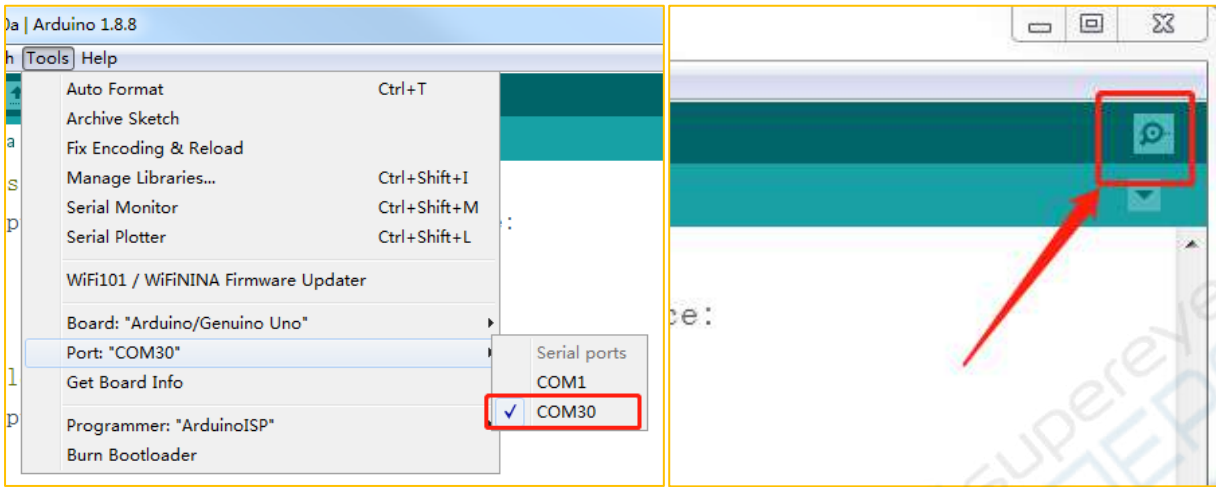 0a | Arduino 1.8.8
h Tools Help
Auto Format Ctrl+T
Archive Sketch
a
Fix Encoding & Reload
s
Manage Libraries... Ctrl+Shift+I
Serial Monitor Ctrl+Shift+M
p
:
Serial Plotter Ctrl+Shift+L
WiFi101 / WiFiNINA Firmware Updater
Board: "Arduino/Genuino Uno"
Port: "COM30"
Serial ports
l
Get Board Info
COM1
✓ COM30
p
Programmer: "ArduinoISP"
Burn Bootloader
ce:
supereye